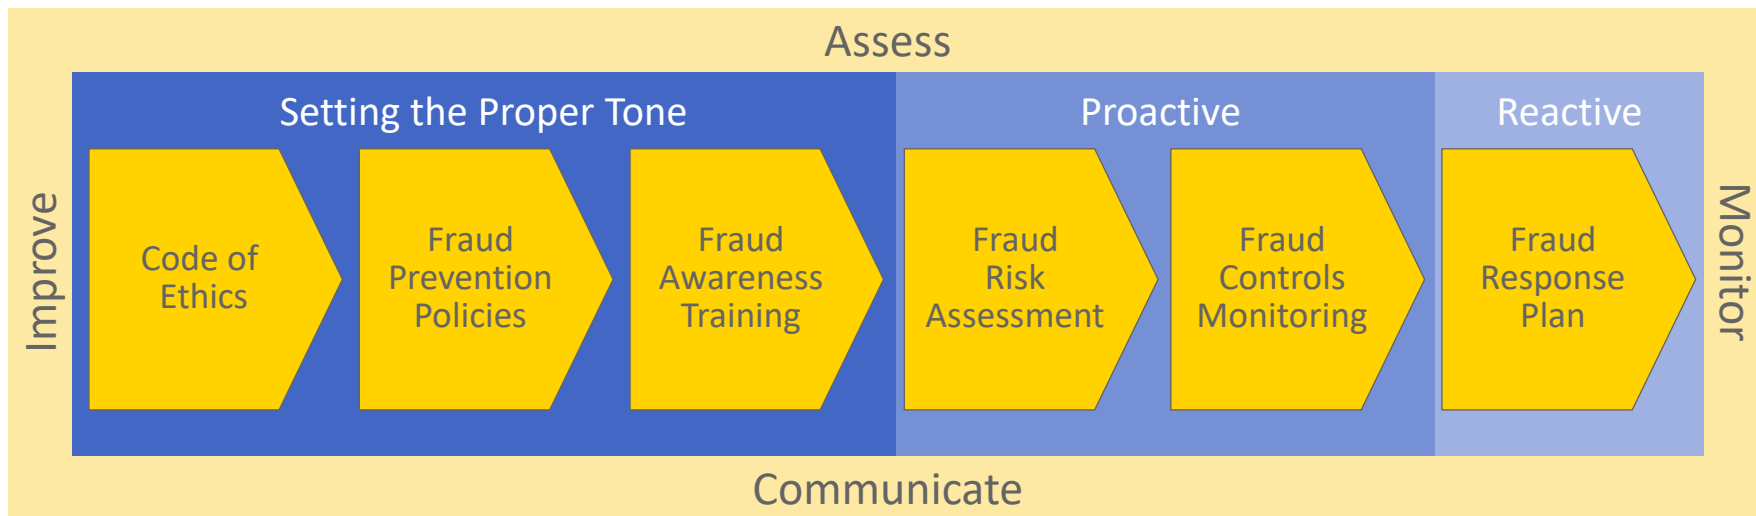 Assess
Setting the Proper Tone
Proactive
Reactive
Improve
Code of
Ethics
Fraud
Prevention
Policies
Fraud
Awareness
Training
Fraud
Risk
Assessment
Fraud
Controls
Monitoring
Fraud
Response
Plan
Monitor
Communicate